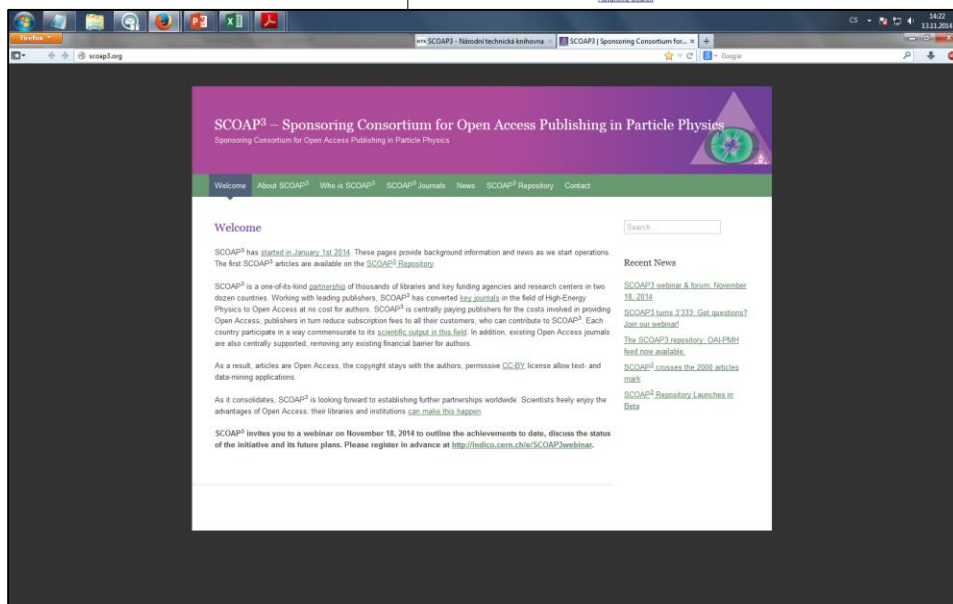 Advanced Search
CS
14:22
13.11.2014
Firefox
SCOAP3 - Národní technická knihovna
SCOAP3 | Sponsoring Consortium for...
scoap3.org
Google
SCOAP³ – Sponsoring Consortium for Open Access Publishing in Particle Physics
Sponsoring Consortium for Open Access Publishing in Particle Physics
Welcome About SCOAP³ Who is SCOAP³ SCOAP³ Journals News SCOAP³ Repository Contact
Welcome
SCOAP³ has started in January 1st 2014. These pages provide background information and news as we start operations.
The first SCOAP³ articles are available on the SCOAP³ Repository.
SCOAP³ is a one-of-its-kind partnership of thousands of libraries and key funding agencies and research centers in two
dozen countries. Working with leading publishers, SCOAP³ has converted key journals in the field of High-Energy
Physics to Open Access at no cost for authors. SCOAP³ is centrally paying publishers for the costs involved in providing
Open Access, publishers in turn reduce subscription fees to all their customers, who can contribute to SCOAP³. Each
country participate in a way commensurate to its scientific output in this field. In addition, existing Open Access journals
are also centrally supported, removing any existing financial barrier for authors.
As a result, articles are Open Access, the copyright stays with the authors, permissive CC-BY license allow text- and
data-mining applications.
As it consolidates, SCOAP³ is looking forward to establishing further partnerships worldwide. Scientists freely enjoy the
advantages of Open Access: their libraries and institutions can make this happen.
SCOAP³ invites you to a webinar on November 18, 2014 to outline the achievements to date, discuss the status
of the initiative and its future plans. Please register in advance at http://indico.cern.ch/e/SCOAP3webinar.
Search ...
Recent News
SCOAP3 webinar & forum: November
18, 2014
SCOAP3 turns 3'333: Got questions?
Join our webinar!
The SCOAP3 repository: OAI-PMH
feed now available.
SCOAP³ crosses the 2000 articles
mark
SCOAP³ Repository Launches in
Beta